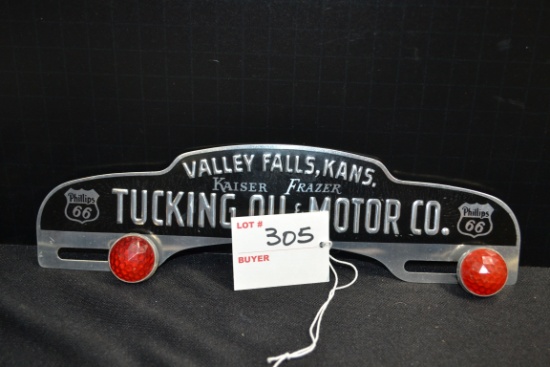 VALLEY FALLS, KANS.
KAISER FRAZER
Phillips 66
TUCKING OIL & MOTOR CO.
Phillips 66
LOT # 305
BUYER